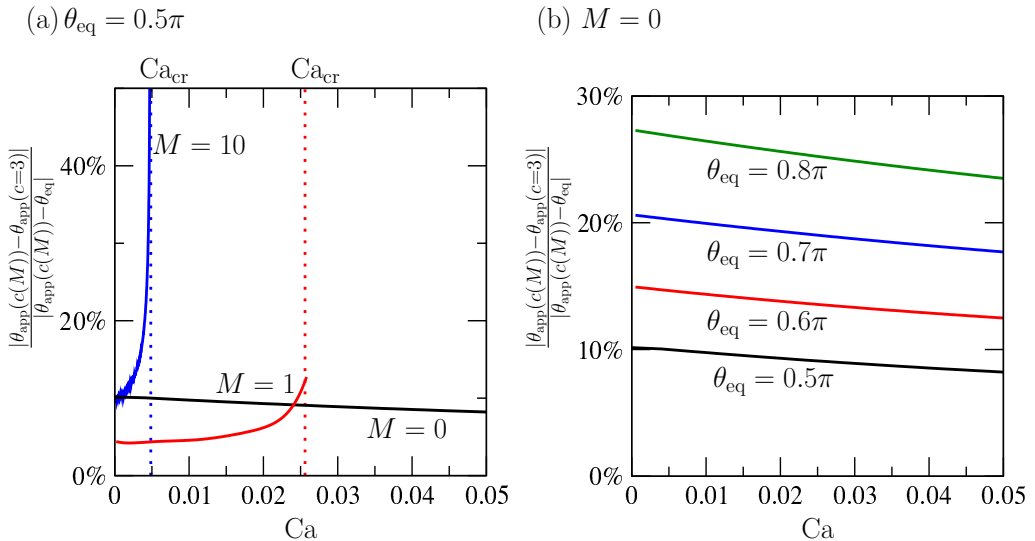 (a) θeq = 0.5π
Cacr Cacr
M = 10
M = 1
M = 0
|θapp(c(M))−θapp(c=3)|
|θapp(c(M))−θeq|
40%
20%
0%
0 0.01 0.02 0.03 0.04 0.05
Ca
(b) M = 0
θeq = 0.8π
θeq = 0.7π
θeq = 0.6π
θeq = 0.5π
|θapp(c(M))−θapp(c=3)|
|θapp(c(M))−θeq|
30%
20%
10%
0%
0 0.01 0.02 0.03 0.04 0.05
Ca